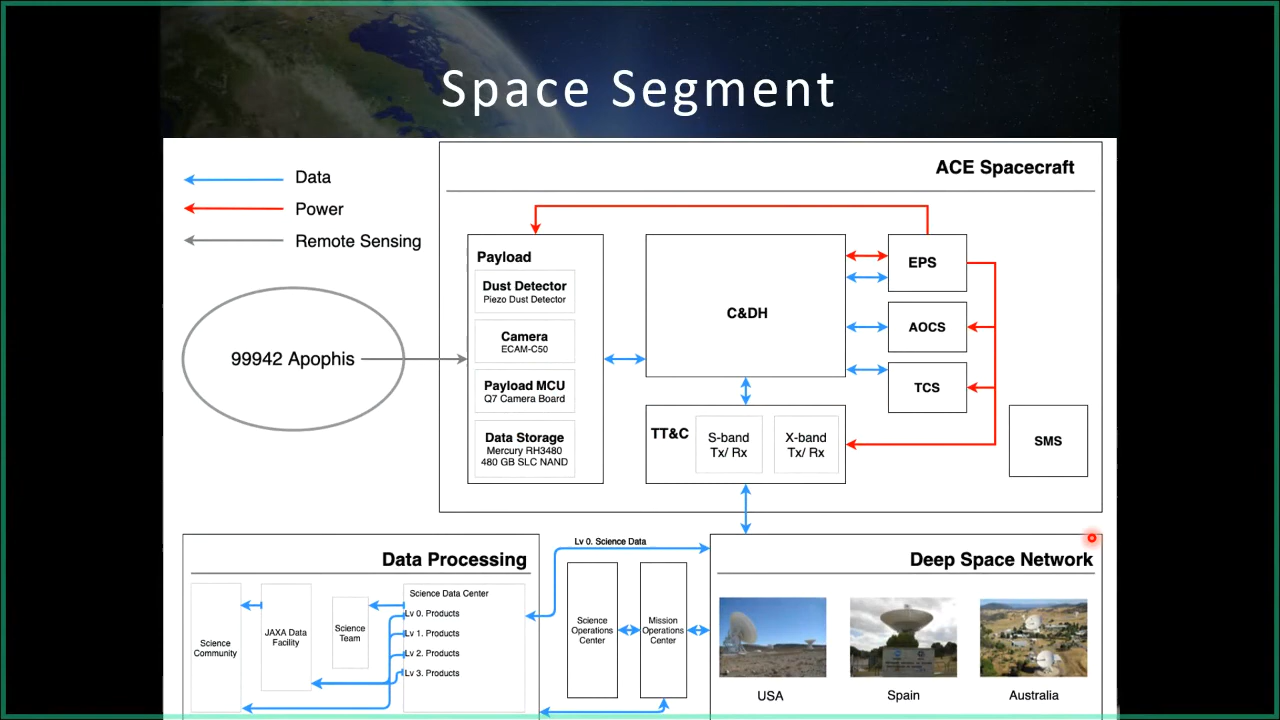 Space Segment
Data
Power
Remote Sensing
99942 Apophis
ACE Spacecraft
Payload
Dust Detector
Piezo Dust Detector
Camera
ECAM-C50
Payload MCU
Q7 Camera Board
Data Storage
Mercury RH3480
480 GB SLC NAND
C&DH
EPS
AOCS
TCS
TT&C
S-band
Tx/ Rx
X-band
Tx/ Rx
SMS
Data Processing
Science
Community
JAXA Data
Facility
Science
Team
Science Data Center
Lv 0. Products
Lv 1. Products
Lv 2. Products
Lv 3. Products
Lv 0. Science Data
Science
Operations
Center
Mission
Operations
Center
Deep Space Network
USA
Spain
Australia